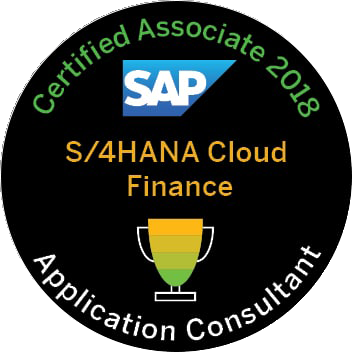 Certified Associate 2018
SAP
S/4HANA Cloud
Finance
Application Consultant